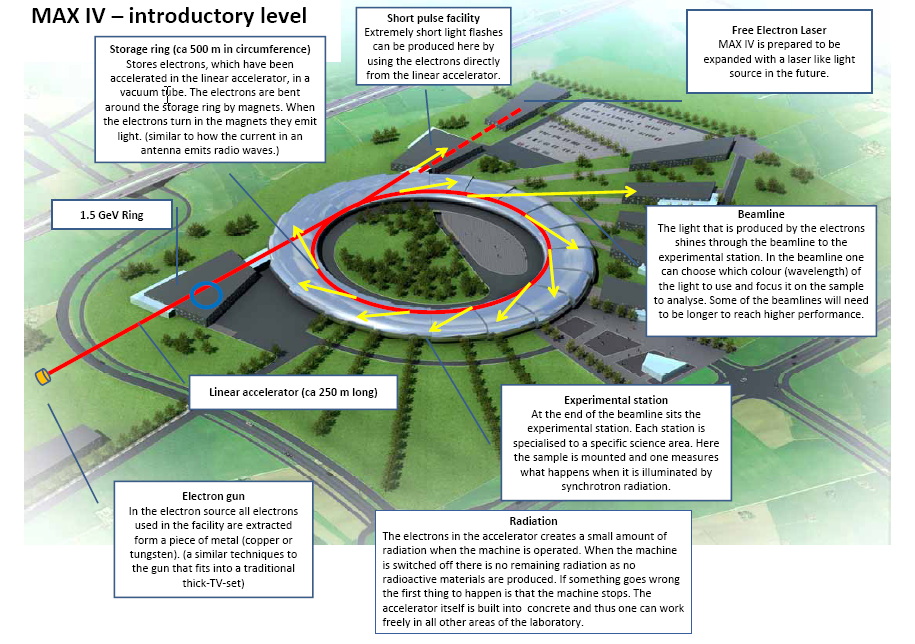 MAX IV – introductory level
Storage ring (ca 500 m in circumference)
Stores electrons, which have been
accelerated in the linear accelerator, in a
vacuum tube. The electrons are bent
around the storage ring by magnets. When
the electrons turn in the magnets they emit
light. (similar to how the current in an
antenna emits radio waves.)
Short pulse facility
Extremely short light flashes
can be produced here by
using the electrons directly
from the linear accelerator.
Free Electron Laser
MAX IV is prepared to be
expanded with a laser like light
source in the future.
1.5 GeV Ring
Beamline
The light that is produced by the electrons
shines through the beamline to the
experimental station. In the beamline one
can choose which colour (wavelength) of
the light to use and focus it on the sample
to analyse. Some of the beamlines will need
to be longer to reach higher performance.
Linear accelerator (ca 250 m long)
Experimental station
At the end of the beamline sits the
experimental station. Each station is
specialised to a specific science area. Here
the sample is mounted and one measures
what happens when it is illuminated by
synchrotron radiation.
Electron gun
In the electron source all electrons
used in the facility are extracted
form a piece of metal (copper or
tungsten). (a similar techniques to
the gun that fits into a traditional
thick-TV-set)
Radiation
The electrons in the accelerator creates a small amount of
radiation when the machine is operated. When the machine
is switched off there is no remaining radiation as no
radioactive materials are produced. If something goes wrong
the first thing to happen is that the machine stops. The
accelerator itself is built into concrete and thus one can work
freely in all other areas of the laboratory.